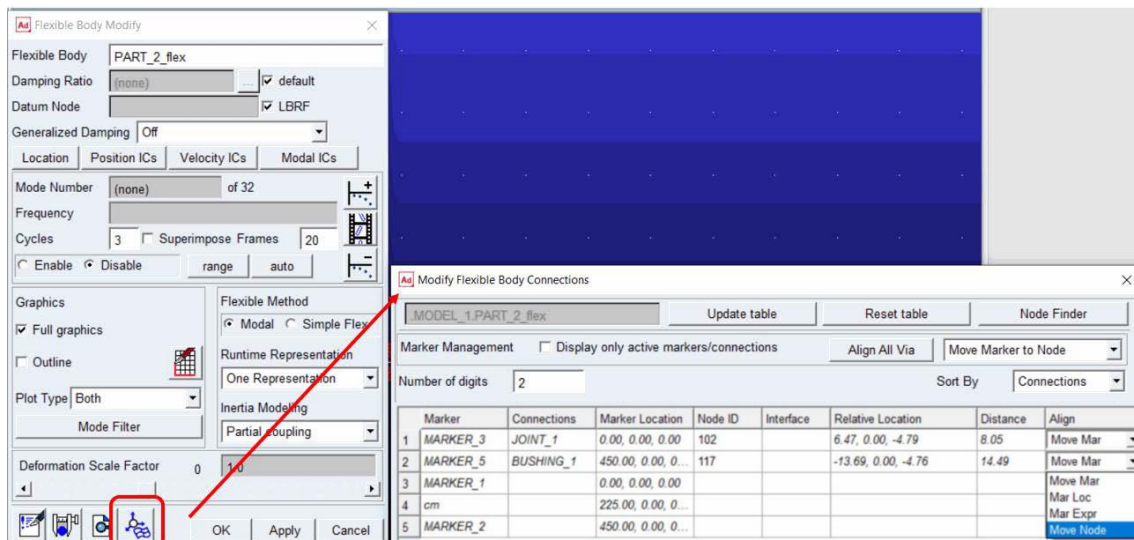 Ad Flexible Body Modify
Flexible Body PART_2_flex
Damping Ratio (none) ... default
Datum Node LBRF
Generalized Damping Off
Location Position ICs Velocity ICs Modal ICs
Mode Number (none) of 32
Frequency
Cycles 3 Superimpose Frames 20
Enable Disable range auto
Graphics
Full graphics
Outline
Plot Type Both
Mode Filter
Flexible Method
Modal Simple Flex
Runtime Representation
One Representation
Inertia Modeling
Partial coupling
Deformation Scale Factor 0 1.0
OK Apply Cancel
Ad Modify Flexible Body Connections
.MODEL_1.PART_2_flex Update table Reset table Node Finder
Marker Management Display only active markers/connections Align All Via Move Marker to Node
Number of digits 2 Sort By Connections
Marker Connections Marker Location Node ID Interface Relative Location Distance Align
1 MARKER_3 JOINT_1 0.00, 0.00, 0.00 102 6.47, 0.00, -4.79 8.05 Move Mar
2 MARKER_5 BUSHING_1 450.00, 0.00, 0... 117 -13.69, 0.00, -4.76 14.49 Move Mar
3 MARKER_1 0.00, 0.00, 0.00
4 cm 225.00, 0.00, 0...
5 MARKER_2 450.00, 0.00, 0...
Move Mar
Mar Loc
Mar Expr
Move Node